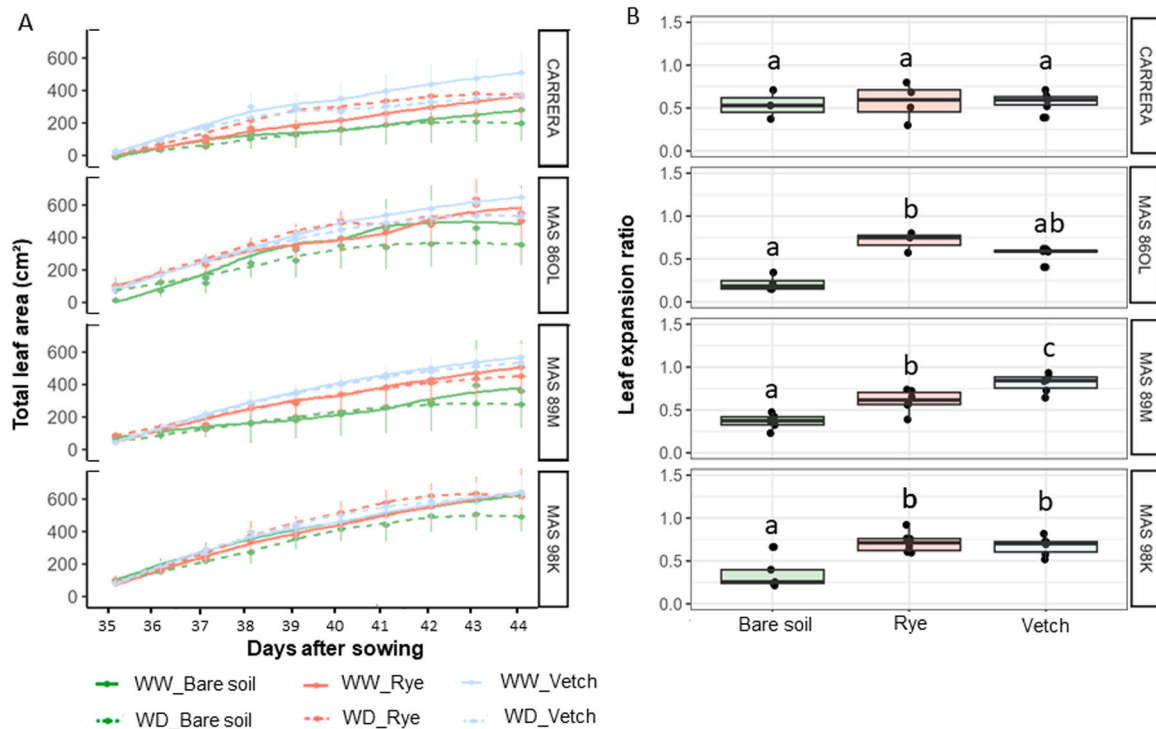 A
Total leaf area (cm²)
600
400
200
0
CARRERA
600
400
200
0
MAS 86OL
600
400
200
0
MAS 89M
600
400
200
0
MAS 98K
35 36 37 38 39 40 41 42 43 44
Days after sowing
WW_Bare soil WW_Rye WW_Vetch
WD_Bare soil WD_Rye WD_Vetch
B
Leaf expansion ratio
1.5
1.0
0.5
0.0
a a a
CARRERA
1.5
1.0
0.5
0.0
a b ab
MAS 86OL
1.5
1.0
0.5
0.0
a b c
MAS 89M
1.5
1.0
0.5
0.0
a b b
MAS 98K
Bare soil Rye Vetch